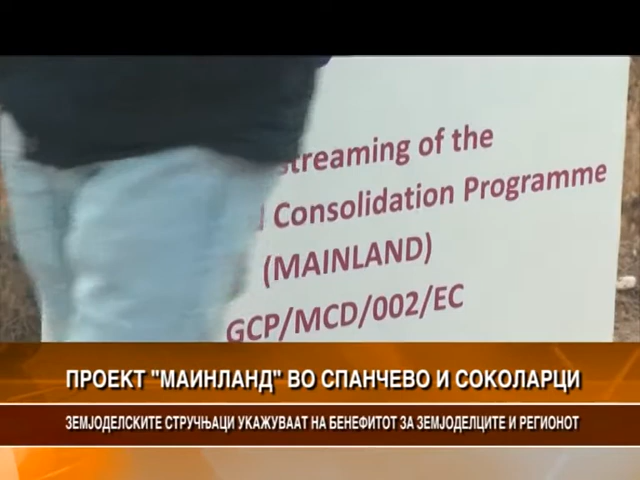 of the
Consolidation Programme
(MAINLAND)
GCP/MCD/002/EC
ПРОЕКТ "МАИНЛАНД" ВО СПАНЧЕВО И СОКОЛАРЦИ
ЗЕМЈОДЕЛСКИТЕ СТРУЧЊАЦИ УКАЖУВААТ НА БЕНЕФИТОТ ЗА ЗЕМЈОДЕЛЦИТЕ И РЕГИОНОТ